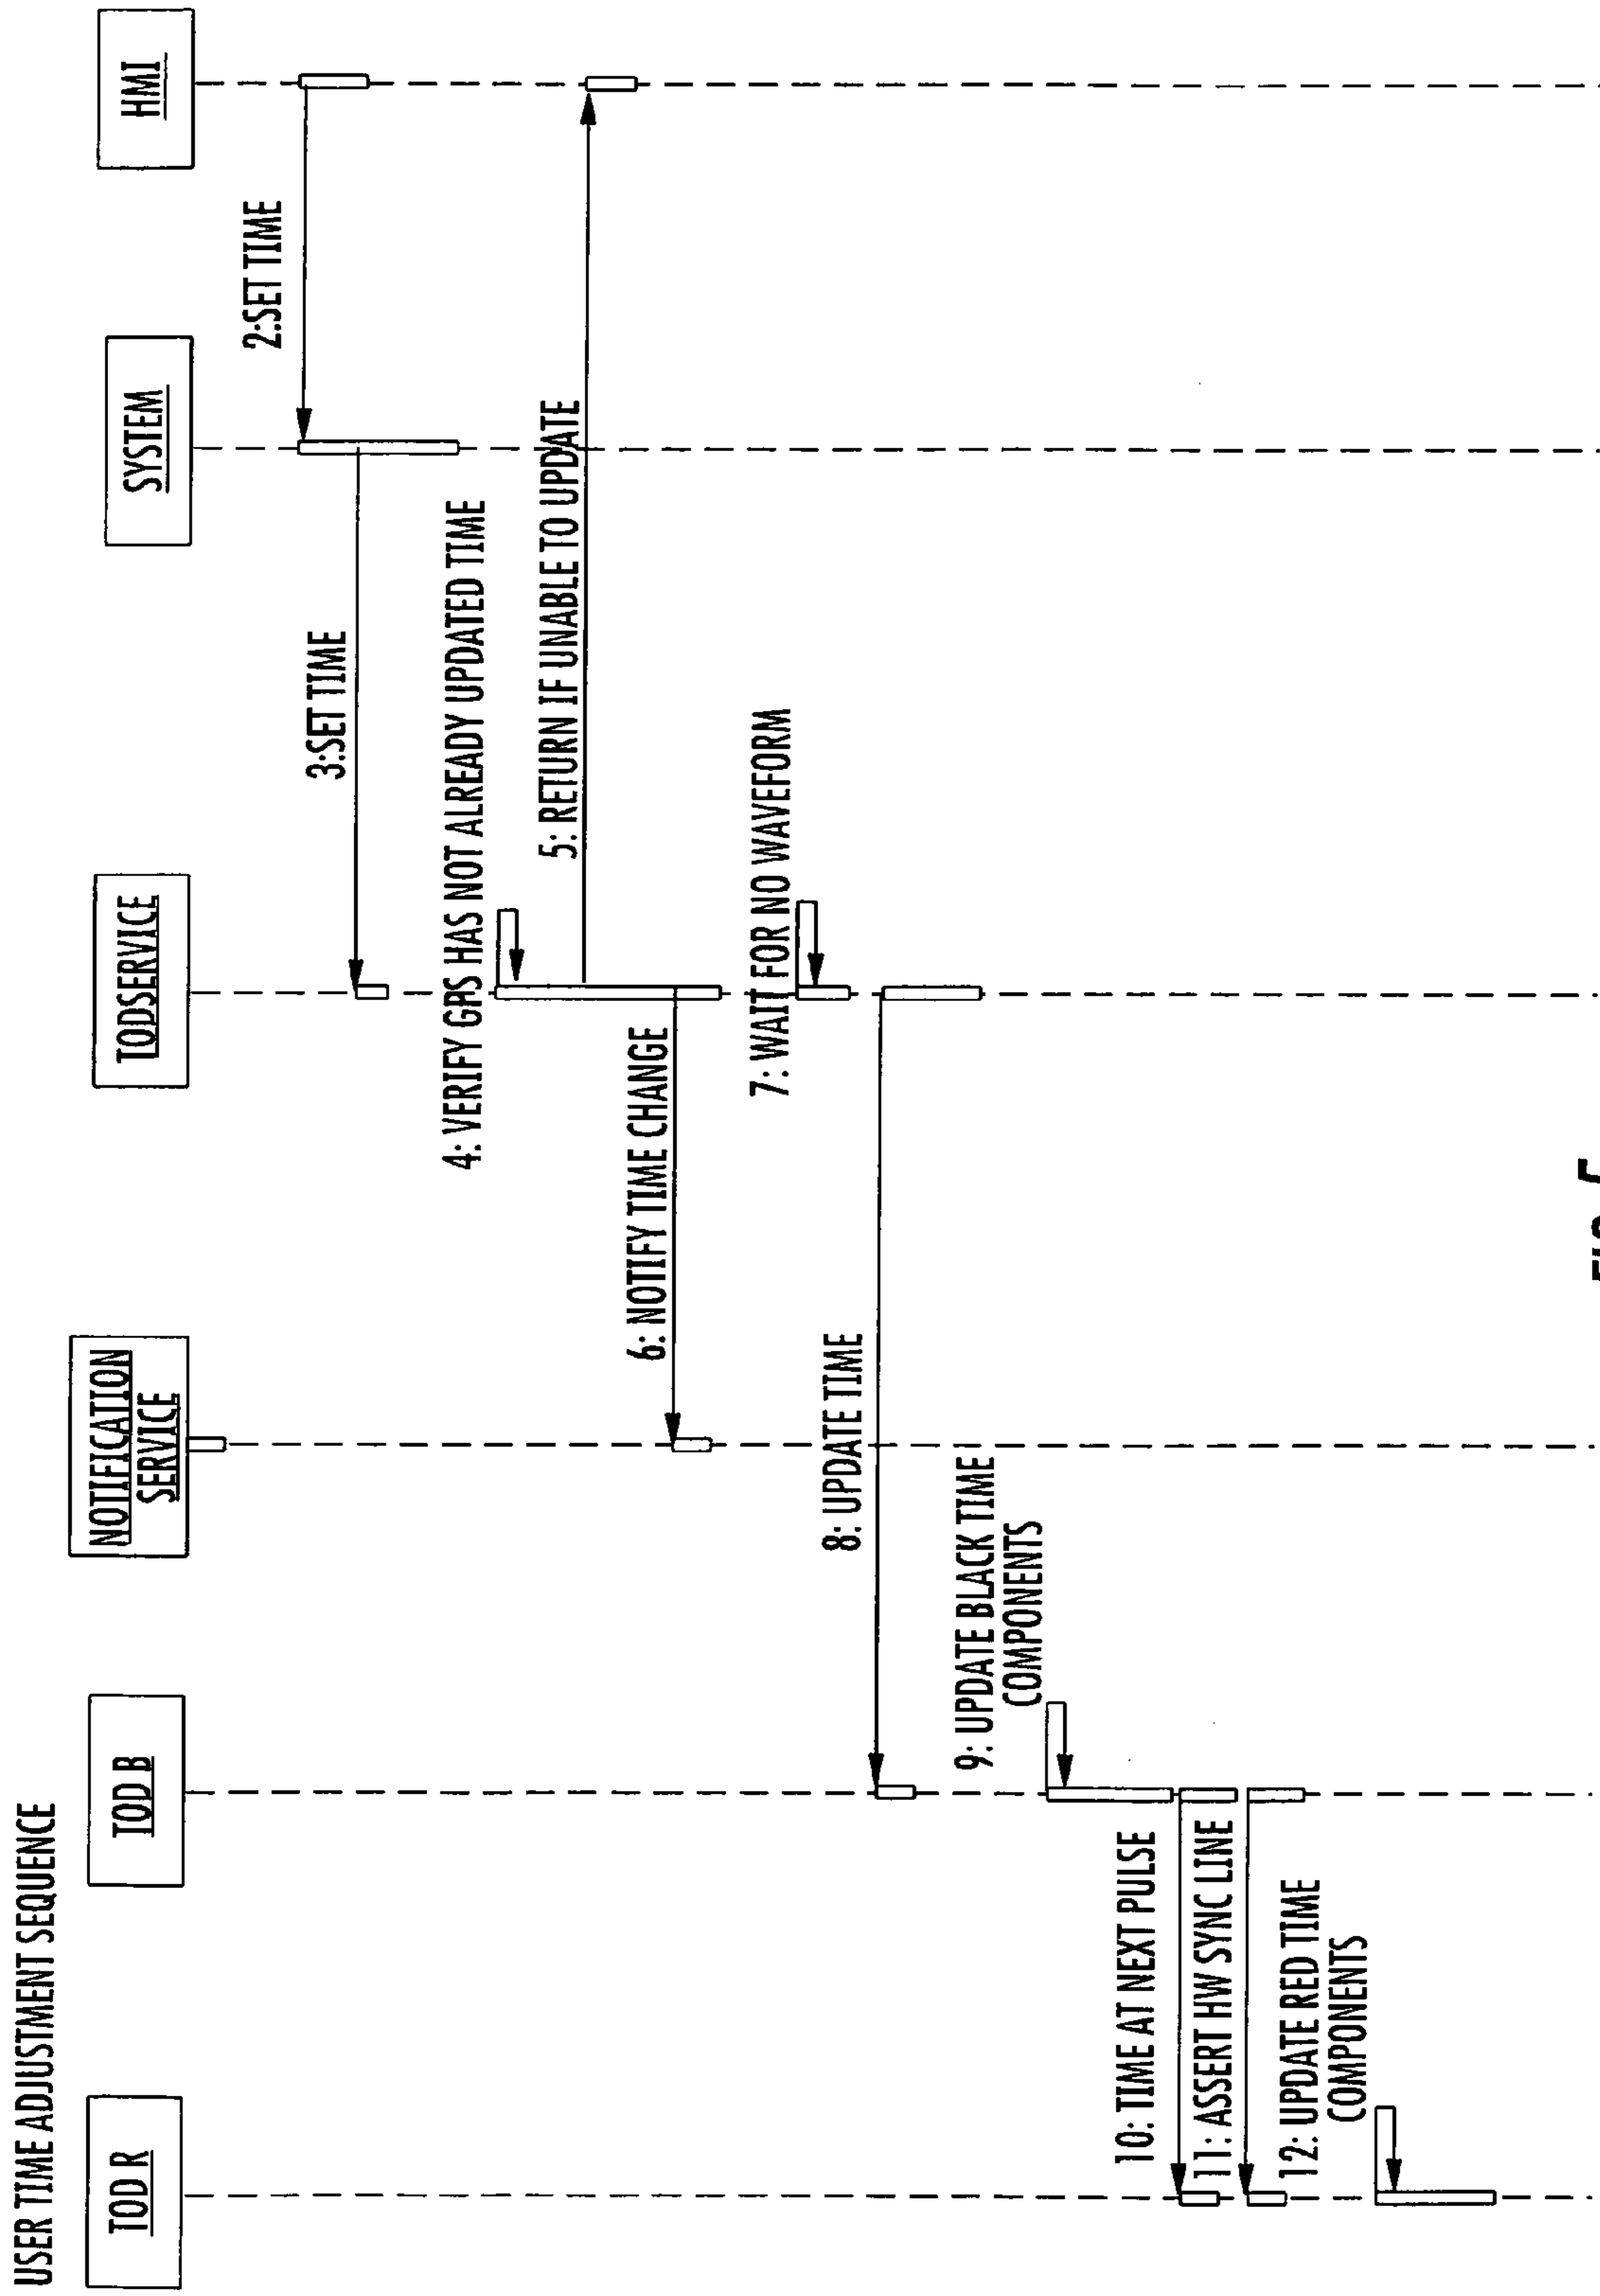 USER TIME ADJUSTMENT SEQUENCE
TOD R
TOD B
NOTIFICATION
SERVICE
TODSERVICE
SYSTEM
HMI
2:SET TIME
3:SET TIME
4: VERIFY GPS HAS NOT ALREADY UPDATED TIME
5: RETURN IF UNABLE TO UPDATE
6: NOTIFY TIME CHANGE
7: WAIT FOR NO WAVEFORM
8: UPDATE TIME
9: UPDATE BLACK TIME
COMPONENTS
10: TIME AT NEXT PULSE
11: ASSERT HW SYNC LINE
12: UPDATE RED TIME
COMPONENTS